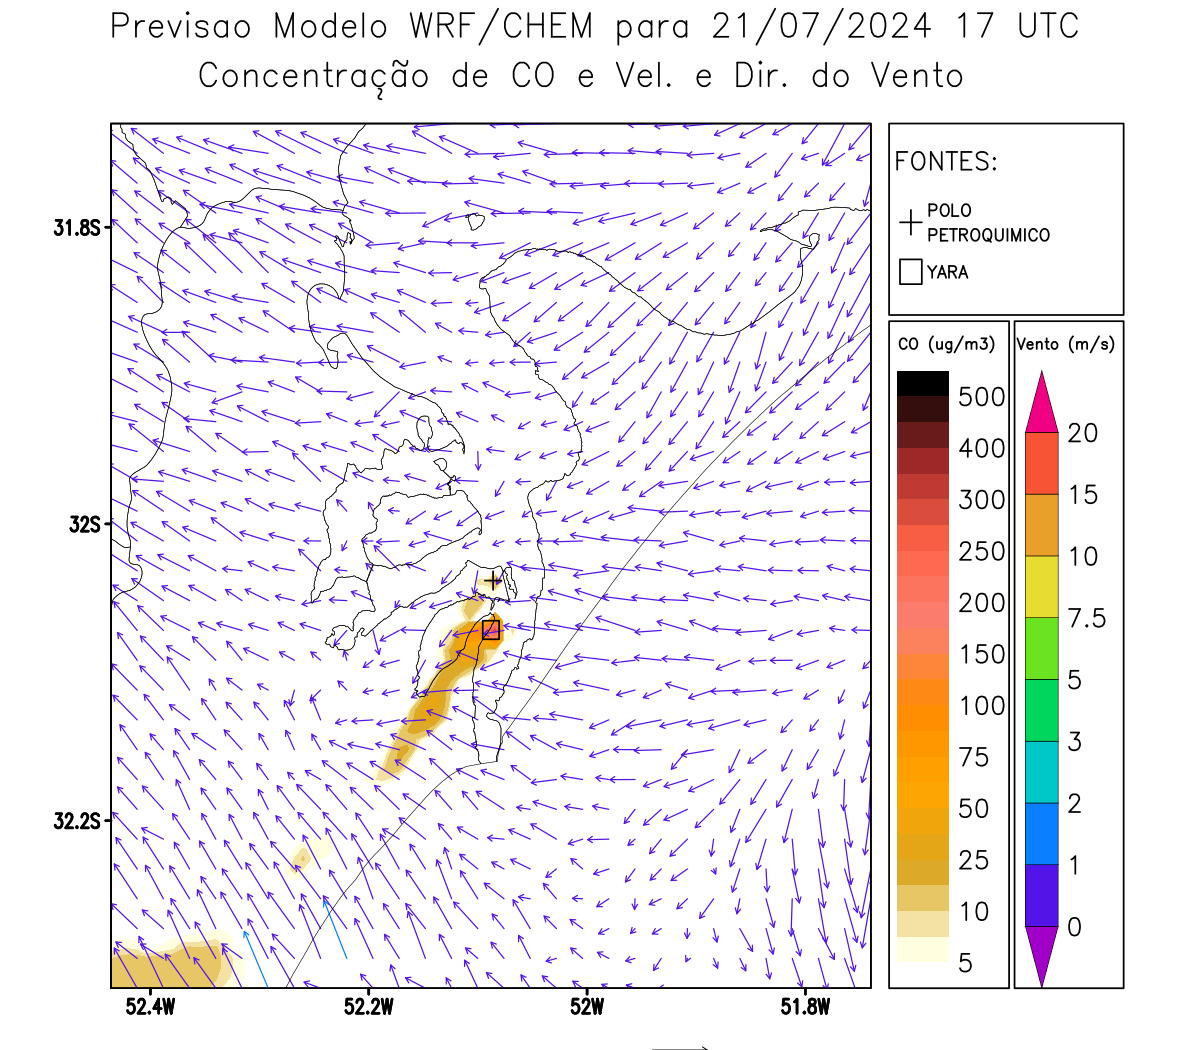 Previsao Modelo WRF/CHEM para 21/07/2024 17 UTC
Concentração de CO e Vel. e Dir. do Vento
FONTES:
POLO
PETROQUIMICO
YARA
CO (ug/m3)
500
400
300
250
200
150
100
75
50
25
10
5
Vento (m/s)
20
15
10
7.5
5
3
2
1
0
31.8S
32S
32.2S
52.4W
52.2W
52W
51.8W